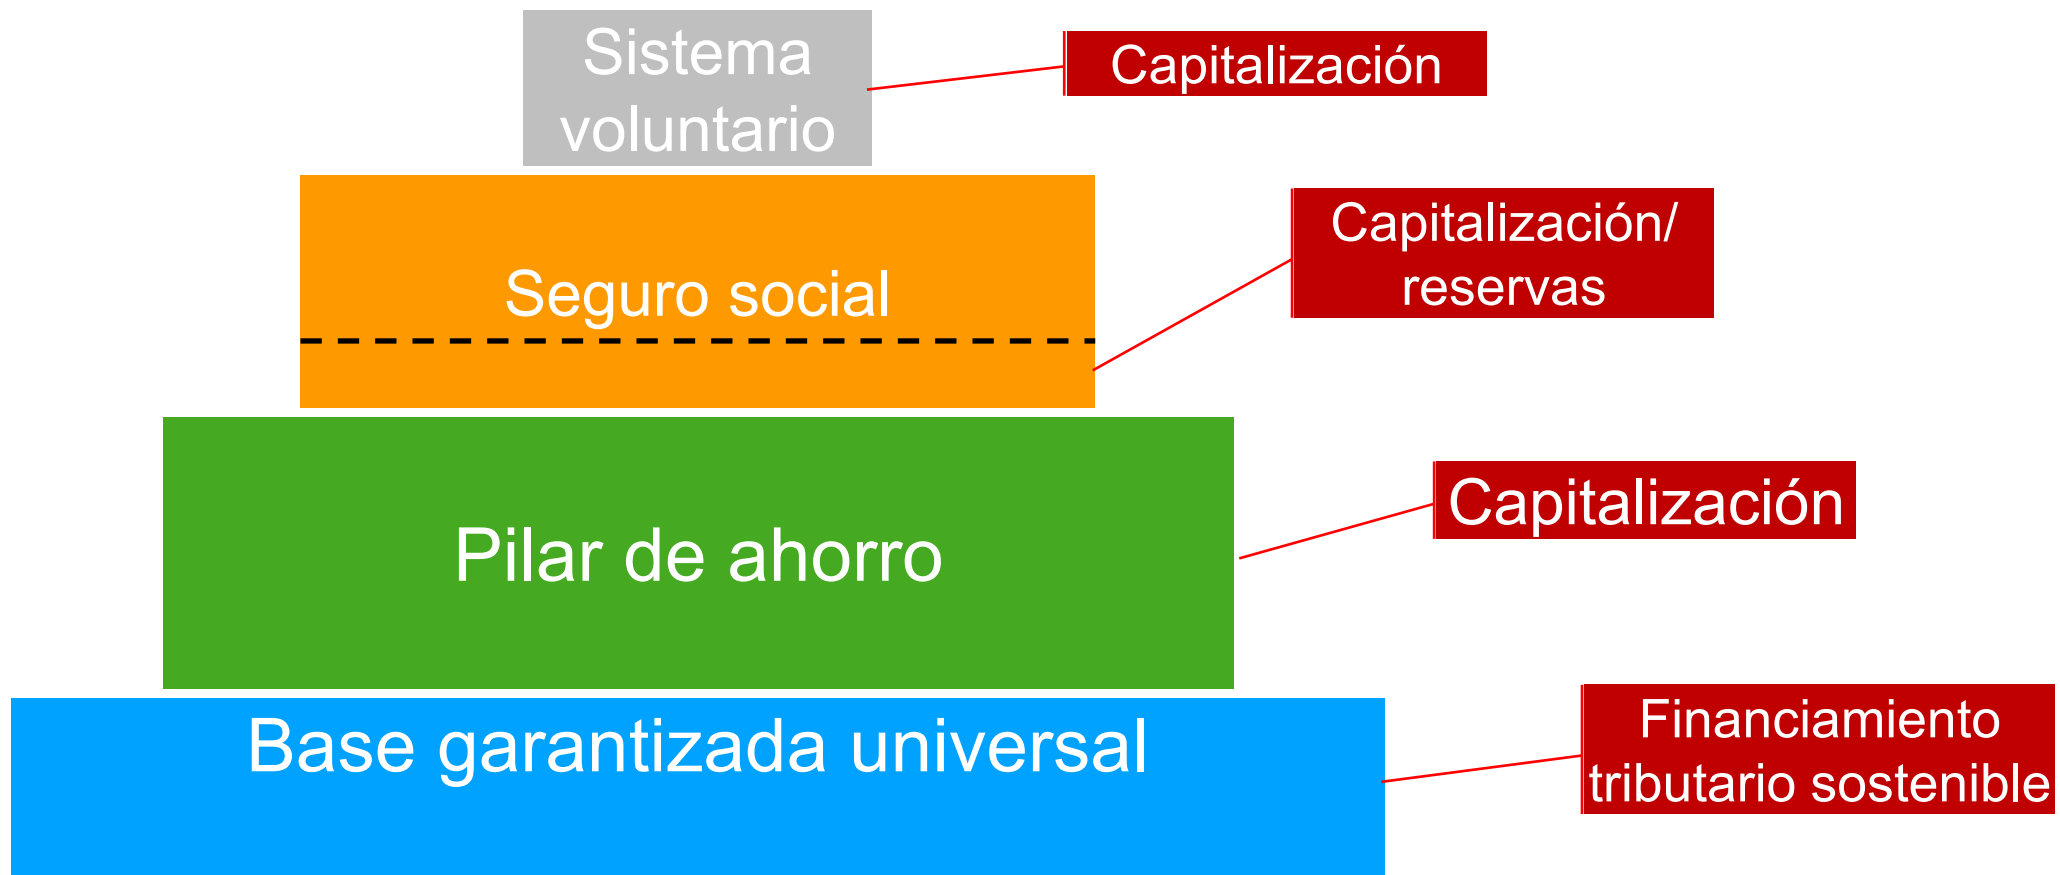 Sistema
voluntario
Capitalización
Seguro social
Capitalización/
reservas
Pilar de ahorro
Capitalización
Base garantizada universal
Financiamiento
tributario sostenible